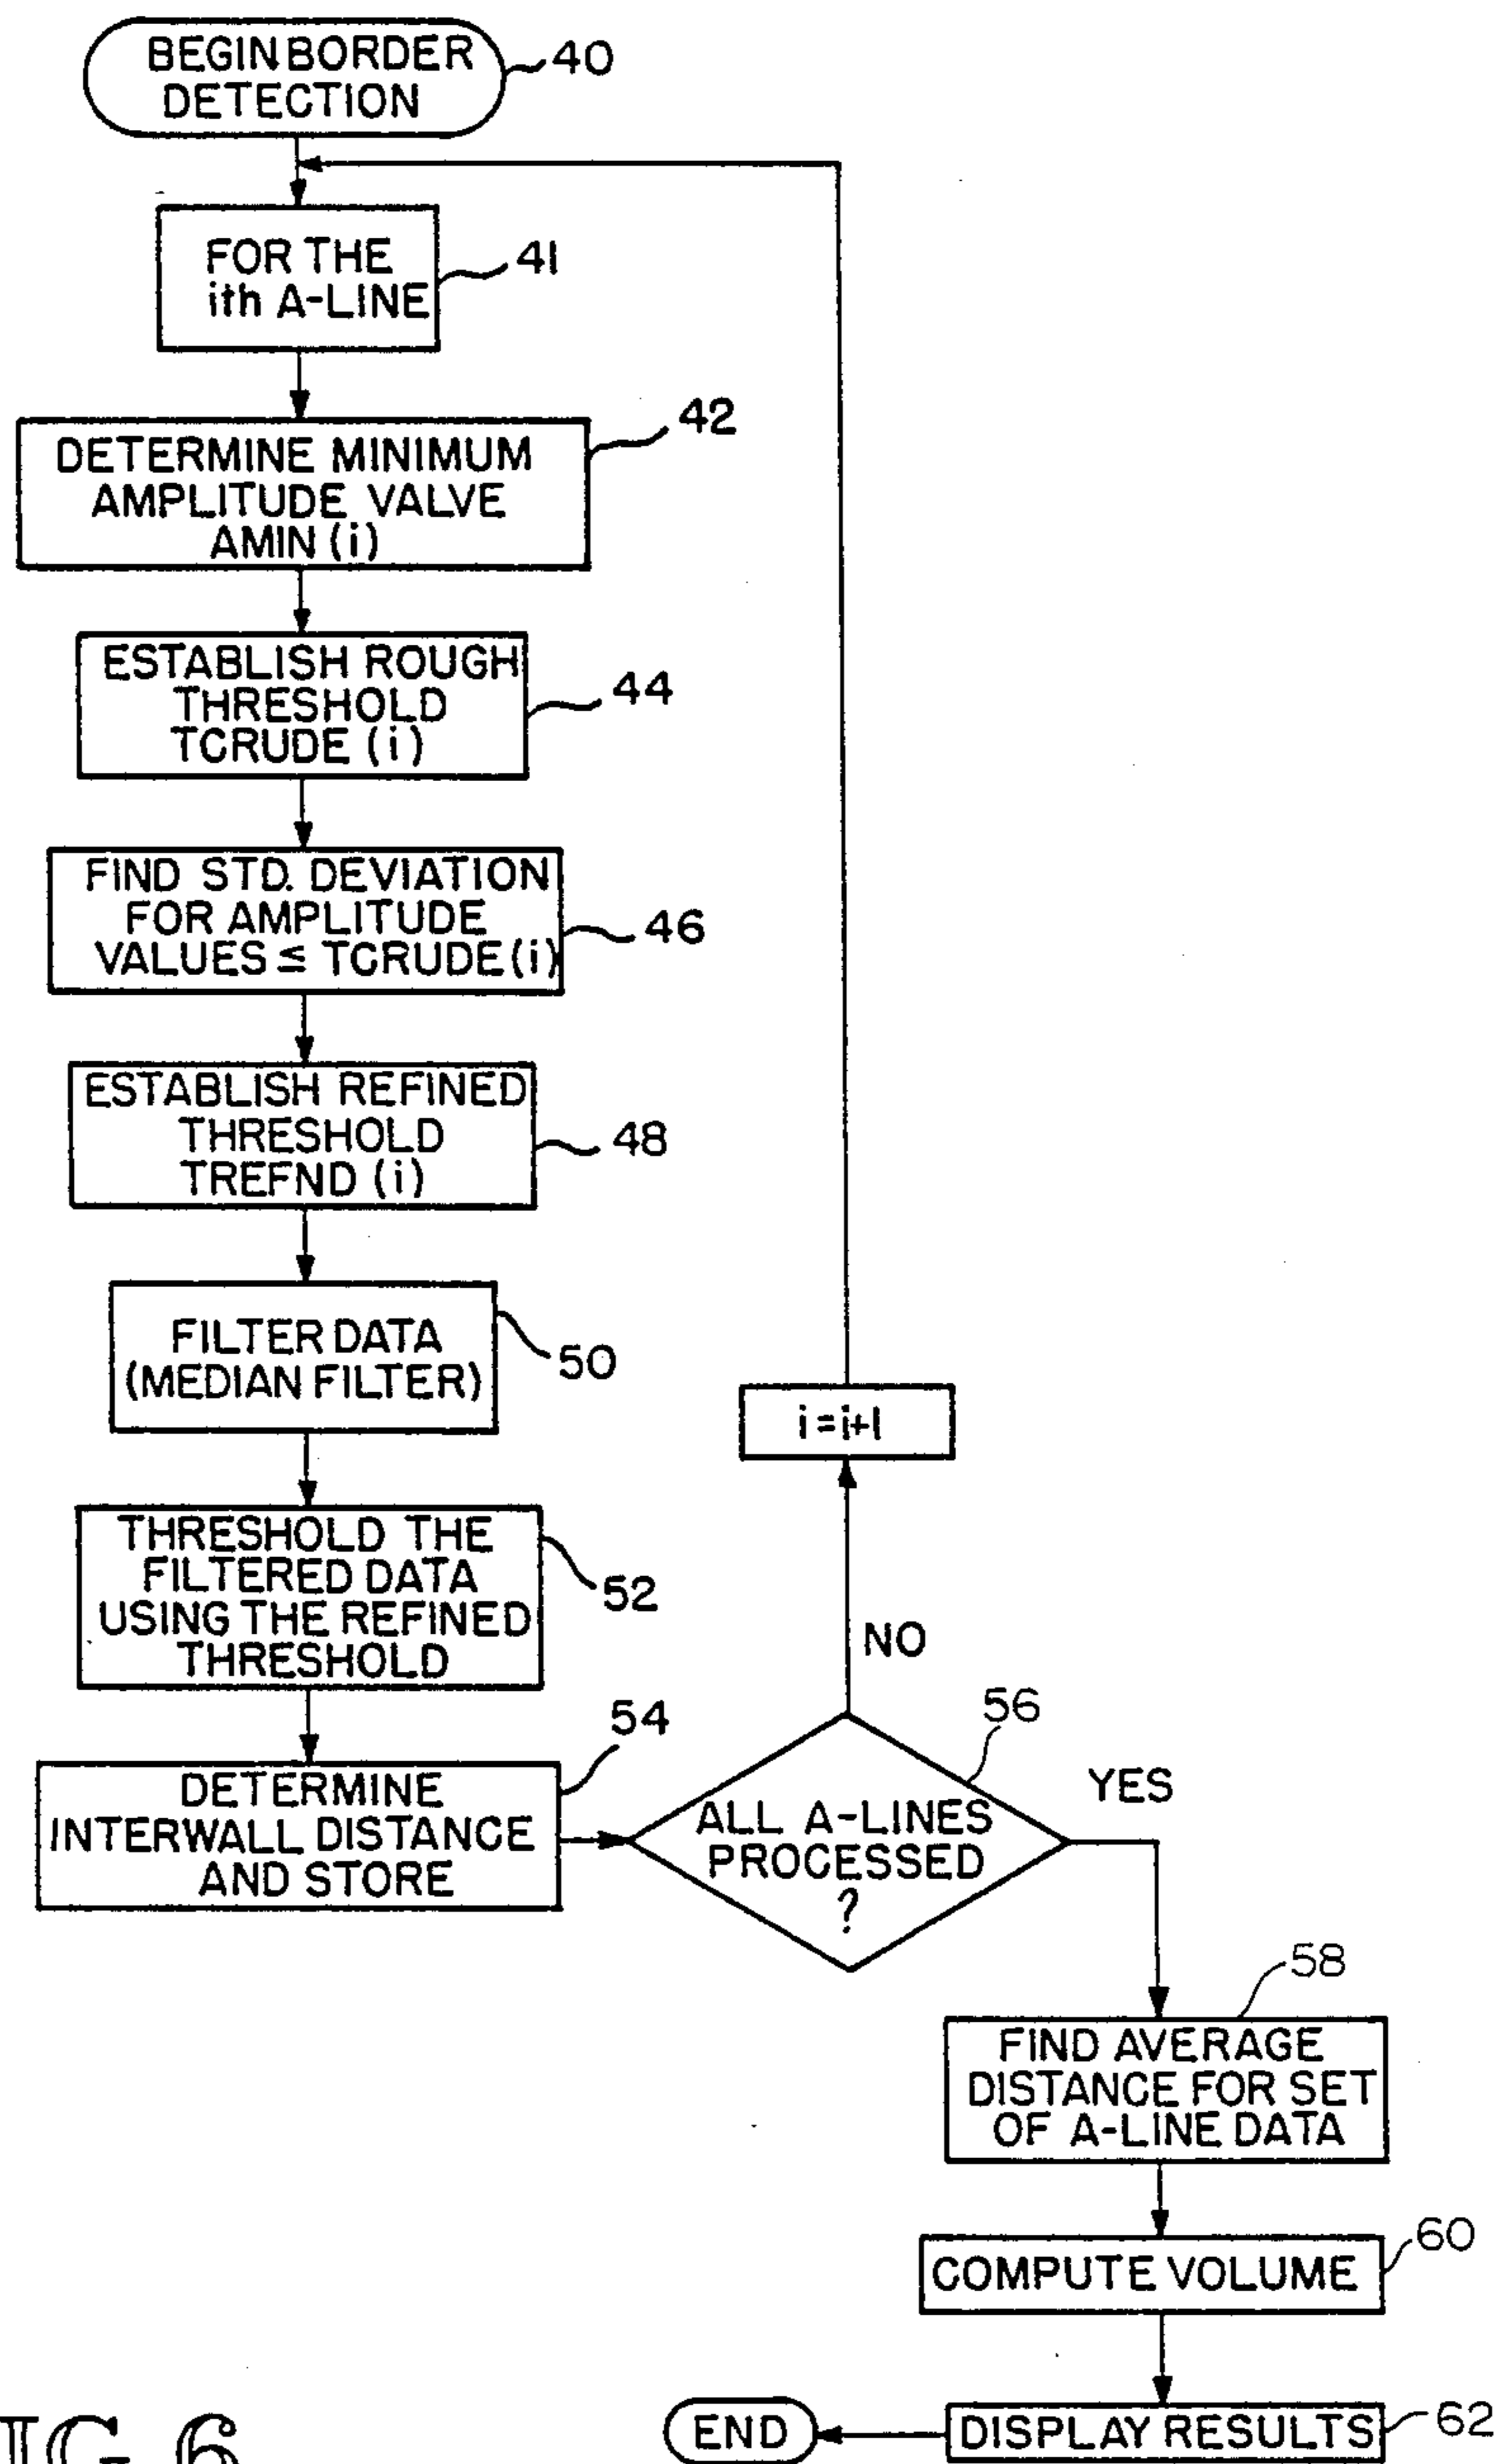 BEGIN BORDER
DETECTION
40
FOR THE
ith A-LINE
41
DETERMINE MINIMUM
AMPLITUDE VALVE
AMIN (i)
42
ESTABLISH ROUGH
THRESHOLD
TCRUDE (i)
44
FIND STD. DEVIATION
FOR AMPLITUDE
VALUES ≤ TCRUDE (i)
46
ESTABLISH REFINED
THRESHOLD
TREFND (i)
48
FILTER DATA
(MEDIAN FILTER)
50
i = i+1
THRESHOLD THE
FILTERED DATA
USING THE REFINED
THRESHOLD
52
NO
DETERMINE
INTERWALL DISTANCE
AND STORE
54
ALL A-LINES
PROCESSED
?
56
YES
58
FIND AVERAGE
DISTANCE FOR SET
OF A-LINE DATA
COMPUTE VOLUME
60
DISPLAY RESULTS
62
END
IG. 6